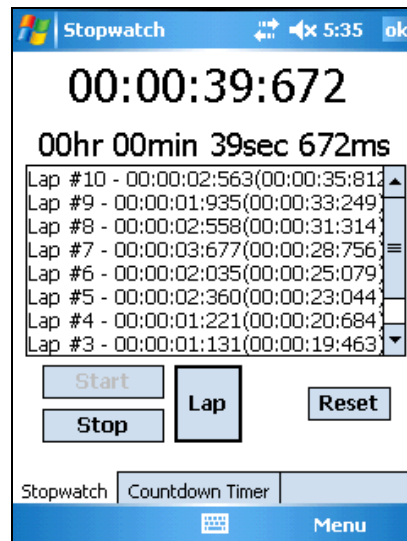 Stopwatch 5:35 ok
00:00:39:672
00hr 00min 39sec 672ms
Lap #10 - 00:00:02:563(00:00:35:812
Lap #9 - 00:00:01:935(00:00:33:249)
Lap #8 - 00:00:02:558(00:00:31:314)
Lap #7 - 00:00:03:677(00:00:28:756)
Lap #6 - 00:00:02:035(00:00:25:079)
Lap #5 - 00:00:02:360(00:00:23:044)
Lap #4 - 00:00:01:221(00:00:20:684)
Lap #3 - 00:00:01:131(00:00:19:463)
Start
Stop
Lap
Reset
Stopwatch Countdown Timer
Menu